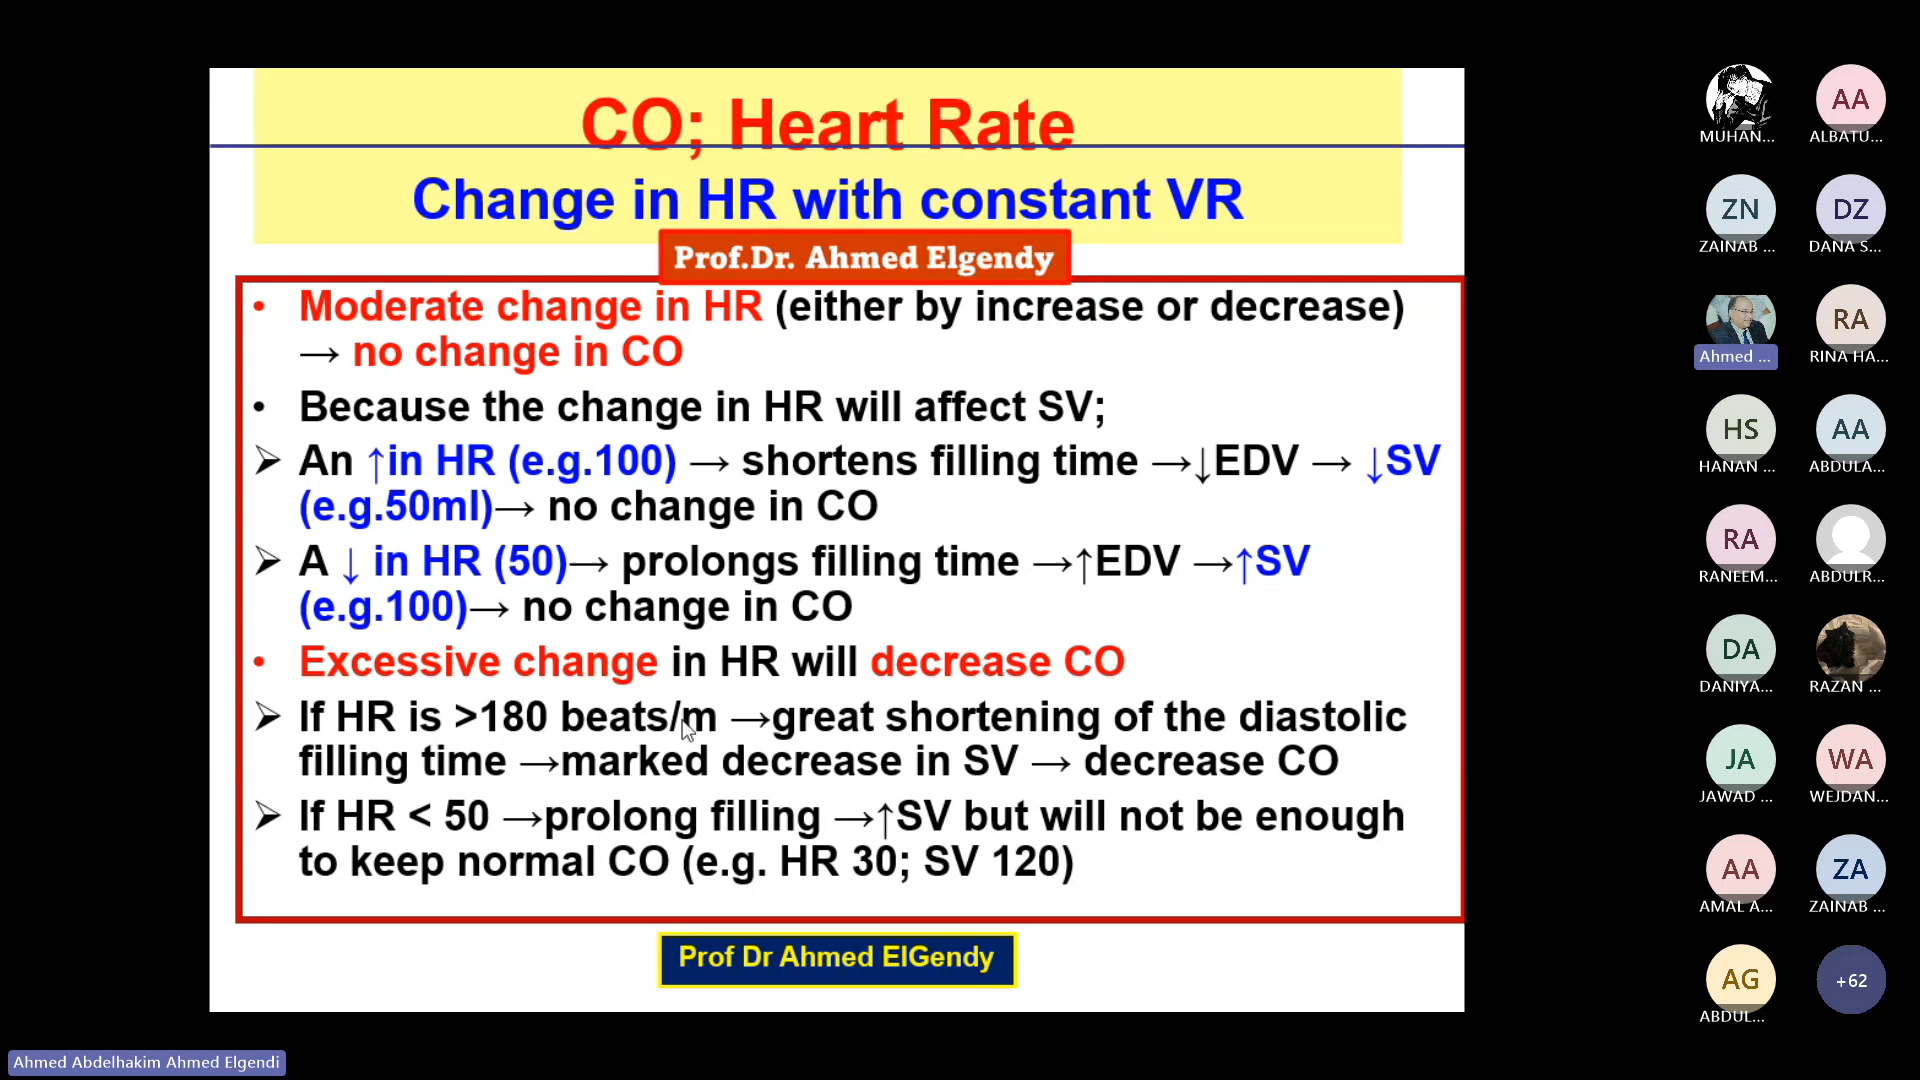 CO; Heart Rate
Change in HR with constant VR
Prof.Dr. Ahmed Elgendy
• Moderate change in HR (either by increase or decrease)
→ no change in CO
• Because the change in HR will affect SV;
➢ An ↑in HR (e.g.100) → shortens filling time →↓EDV → ↓SV
(e.g.50ml)→ no change in CO
➢ A ↓ in HR (50)→ prolongs filling time →↑EDV →↑SV
(e.g.100)→ no change in CO
• Excessive change in HR will decrease CO
➢ If HR is >180 beats/m →great shortening of the diastolic
filling time →marked decrease in SV → decrease CO
➢ If HR < 50 →prolong filling →↑SV but will not be enough
to keep normal CO (e.g. HR 30; SV 120)
Prof Dr Ahmed ElGendy
MUHAN...
AA
ALBATU...
ZN
ZAINAB ...
DZ
DANA S...
Ahmed ...
RA
RINA HA...
HS
HANAN ...
AA
ABDULA...
RA
RANEEM...
ABDULR...
DA
DANIYA...
RAZAN ...
JA
JAWAD ...
WA
WEJDAN...
AA
AMAL A...
ZA
ZAINAB ...
AG
ABDUL...
+62
Ahmed Abdelhakim Ahmed Elgendi